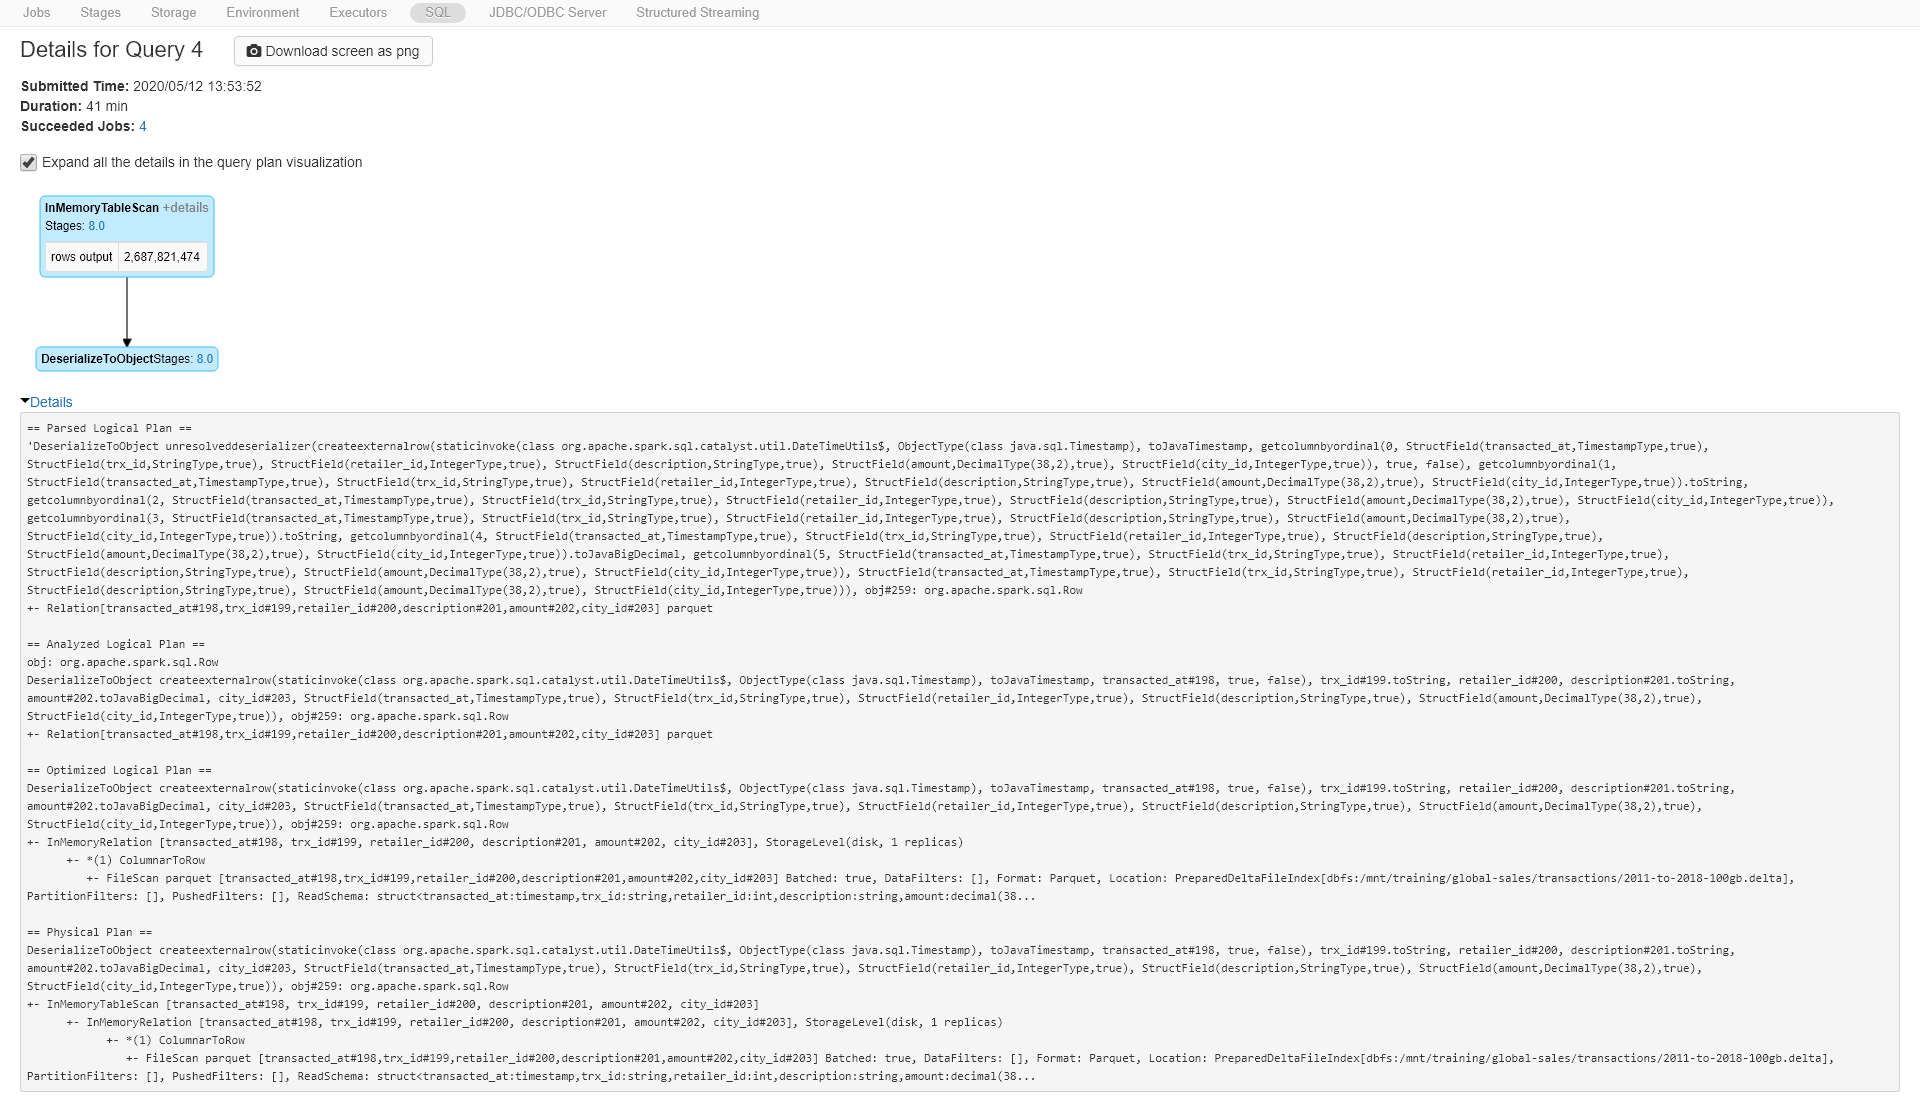 Jobs Stages Storage Environment Executors SQL JDBC/ODBC Server Structured Streaming
Details for Query 4 Download screen as png
Submitted Time: 2020/05/12 13:53:52
Duration: 41 min
Succeeded Jobs: 4
Expand all the details in the query plan visualization
InMemoryTableScan +details
Stages: 8.0
rows output 2,687,821,474
DeserializeToObjectStages: 8.0
Details
== Parsed Logical Plan ==
'DeserializeToObject unresolveddeserializer(createexternalrow(staticinvoke(class org.apache.spark.sql.catalyst.util.DateTimeUtils$, ObjectType(class java.sql.Timestamp), toJavaTimestamp, getcolumnbyordinal(0, StructField(transacted_at,TimestampType,true),
StructField(trx_id,StringType,true), StructField(retailer_id,IntegerType,true), StructField(description,StringType,true), StructField(amount,DecimalType(38,2),true), StructField(city_id,IntegerType,true)), true, false), getcolumnbyordinal(1,
StructField(transacted_at,TimestampType,true), StructField(trx_id,StringType,true), StructField(retailer_id,IntegerType,true), StructField(description,StringType,true), StructField(amount,DecimalType(38,2),true), StructField(city_id,IntegerType,true)).toString,
getcolumnbyordinal(2, StructField(transacted_at,TimestampType,true), StructField(trx_id,StringType,true), StructField(retailer_id,IntegerType,true), StructField(description,StringType,true), StructField(amount,DecimalType(38,2),true), StructField(city_id,IntegerType,true)),
getcolumnbyordinal(3, StructField(transacted_at,TimestampType,true), StructField(trx_id,StringType,true), StructField(retailer_id,IntegerType,true), StructField(description,StringType,true), StructField(amount,DecimalType(38,2),true),
StructField(city_id,IntegerType,true)).toString, getcolumnbyordinal(4, StructField(transacted_at,TimestampType,true), StructField(trx_id,StringType,true), StructField(retailer_id,IntegerType,true), StructField(description,StringType,true),
StructField(amount,DecimalType(38,2),true), StructField(city_id,IntegerType,true)).toJavaBigDecimal, getcolumnbyordinal(5, StructField(transacted_at,TimestampType,true), StructField(trx_id,StringType,true), StructField(retailer_id,IntegerType,true),
StructField(description,StringType,true), StructField(amount,DecimalType(38,2),true), StructField(city_id,IntegerType,true)), StructField(transacted_at,TimestampType,true), StructField(trx_id,StringType,true), StructField(retailer_id,IntegerType,true),
StructField(description,StringType,true), StructField(amount,DecimalType(38,2),true), StructField(city_id,IntegerType,true))), obj#259: org.apache.spark.sql.Row
+- Relation[transacted_at#198,trx_id#199,retailer_id#200,description#201,amount#202,city_id#203] parquet
== Analyzed Logical Plan ==
obj: org.apache.spark.sql.Row
DeserializeToObject createexternalrow(staticinvoke(class org.apache.spark.sql.catalyst.util.DateTimeUtils$, ObjectType(class java.sql.Timestamp), toJavaTimestamp, transacted_at#198, true, false), trx_id#199.toString, retailer_id#200, description#201.toString,
amount#202.toJavaBigDecimal, city_id#203, StructField(transacted_at,TimestampType,true), StructField(trx_id,StringType,true), StructField(retailer_id,IntegerType,true), StructField(description,StringType,true), StructField(amount,DecimalType(38,2),true),
StructField(city_id,IntegerType,true)), obj#259: org.apache.spark.sql.Row
+- Relation[transacted_at#198,trx_id#199,retailer_id#200,description#201,amount#202,city_id#203] parquet
== Optimized Logical Plan ==
DeserializeToObject createexternalrow(staticinvoke(class org.apache.spark.sql.catalyst.util.DateTimeUtils$, ObjectType(class java.sql.Timestamp), toJavaTimestamp, transacted_at#198, true, false), trx_id#199.toString, retailer_id#200, description#201.toString,
amount#202.toJavaBigDecimal, city_id#203, StructField(transacted_at,TimestampType,true), StructField(trx_id,StringType,true), StructField(retailer_id,IntegerType,true), StructField(description,StringType,true), StructField(amount,DecimalType(38,2),true),
StructField(city_id,IntegerType,true)), obj#259: org.apache.spark.sql.Row
+- InMemoryRelation [transacted_at#198, trx_id#199, retailer_id#200, description#201, amount#202, city_id#203], StorageLevel(disk, 1 replicas)
+- *(1) ColumnarToRow
+- FileScan parquet [transacted_at#198,trx_id#199,retailer_id#200,description#201,amount#202,city_id#203] Batched: true, DataFilters: [], Format: Parquet, Location: PreparedDeltaFileIndex[dbfs:/mnt/training/global-sales/transactions/2011-to-2018-100gb.delta],
PartitionFilters: [], PushedFilters: [], ReadSchema: struct<transacted_at:timestamp,trx_id:string,retailer_id:int,description:string,amount:decimal(38...
== Physical Plan ==
DeserializeToObject createexternalrow(staticinvoke(class org.apache.spark.sql.catalyst.util.DateTimeUtils$, ObjectType(class java.sql.Timestamp), toJavaTimestamp, transacted_at#198, true, false), trx_id#199.toString, retailer_id#200, description#201.toString,
amount#202.toJavaBigDecimal, city_id#203, StructField(transacted_at,TimestampType,true), StructField(trx_id,StringType,true), StructField(retailer_id,IntegerType,true), StructField(description,StringType,true), StructField(amount,DecimalType(38,2),true),
StructField(city_id,IntegerType,true)), obj#259: org.apache.spark.sql.Row
+- InMemoryTableScan [transacted_at#198, trx_id#199, retailer_id#200, description#201, amount#202, city_id#203]
+- InMemoryRelation [transacted_at#198, trx_id#199, retailer_id#200, description#201, amount#202, city_id#203], StorageLevel(disk, 1 replicas)
+- *(1) ColumnarToRow
+- FileScan parquet [transacted_at#198,trx_id#199,retailer_id#200,description#201,amount#202,city_id#203] Batched: true, DataFilters: [], Format: Parquet, Location: PreparedDeltaFileIndex[dbfs:/mnt/training/global-sales/transactions/2011-to-2018-100gb.delta],
PartitionFilters: [], PushedFilters: [], ReadSchema: struct<transacted_at:timestamp,trx_id:string,retailer_id:int,description:string,amount:decimal(38...